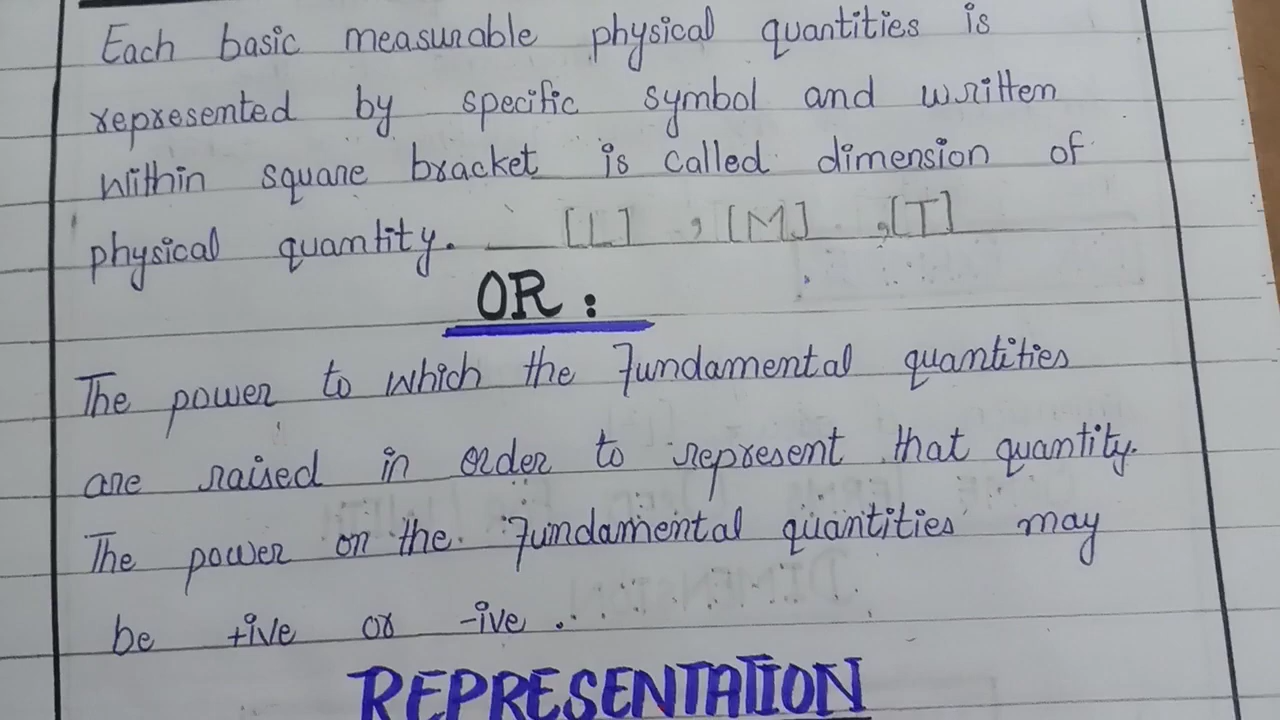 Each basic measurable physical quantities is
represented by specific symbol and written
within square bracket is called dimension of
physical quantity. [L] , [M] , [T]
OR :
The power to which the fundamental quantities
are raised in order to represent that quantity.
The power on the fundamental quantities may
be +ive or -ive .
REPRESENTATION